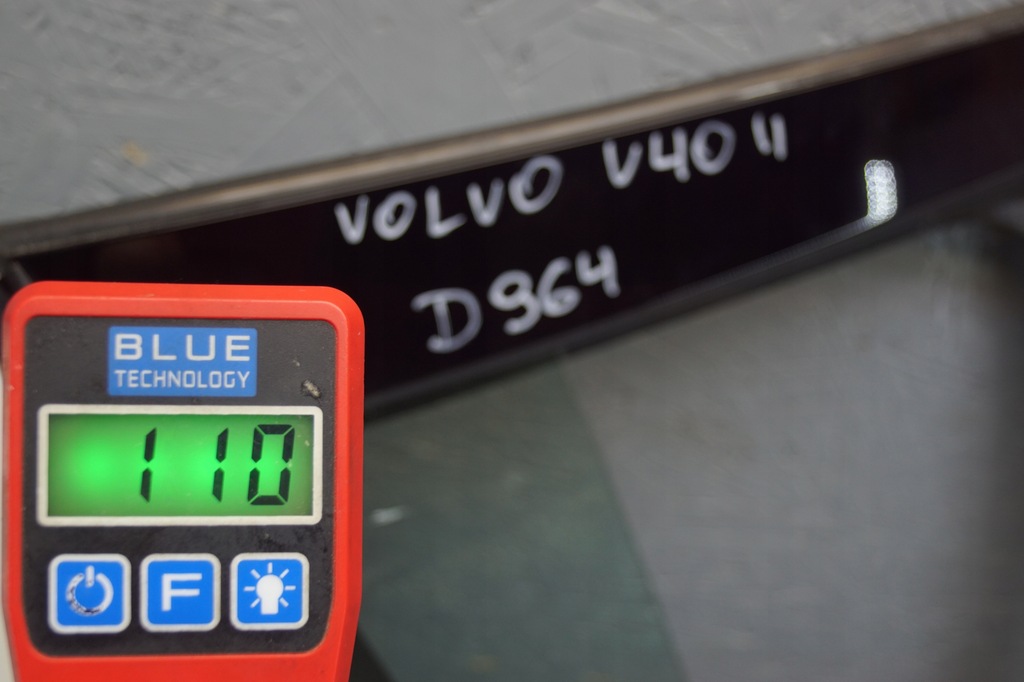 VOLVO V40 II
D964
BLUE
TECHNOLOGY
110
F